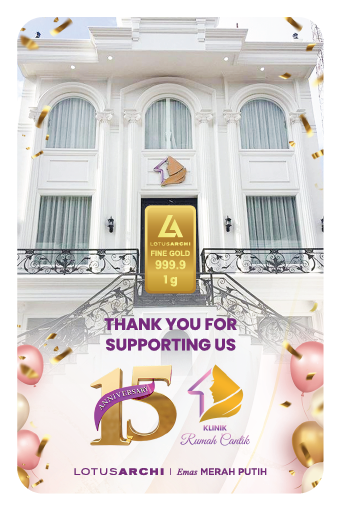 LOTUSARCHI
FINE GOLD
999.9
1g
THANK YOU FOR
SUPPORTING US
15
ANNIVERSARY
KLINIK
Rumah Cantik
LOTUSARCHI | Emas MERAH PUTIH